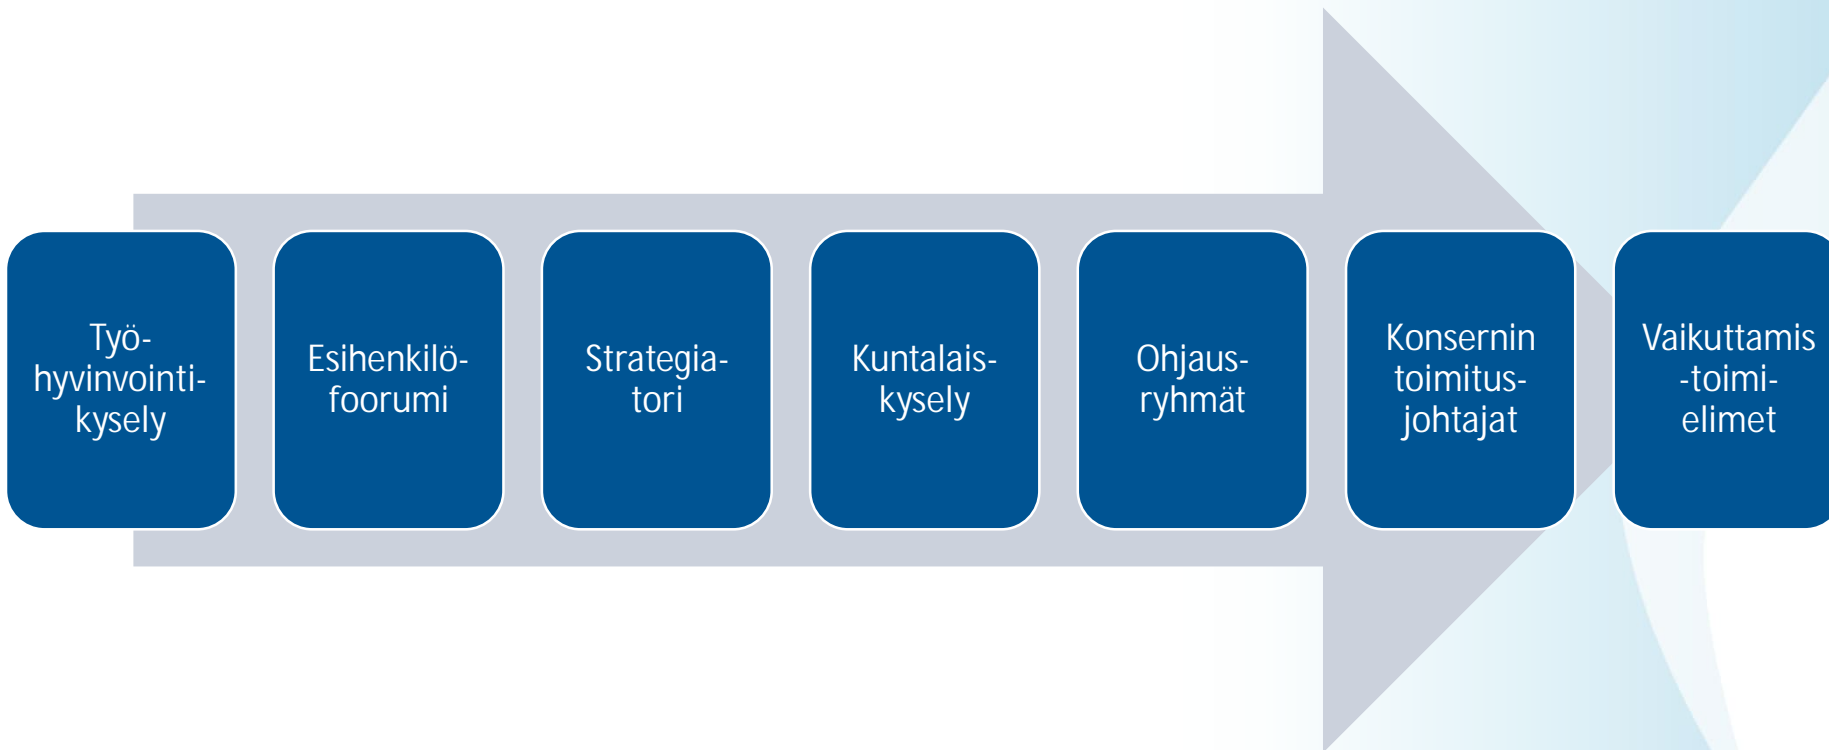 Työ-
hyvinvointi-
kysely
Esihenkilö-
foorumi
Strategia-
tori
Kuntalais-
kysely
Ohjaus-
ryhmät
Konsernin
toimitus-
johtajat
Vaikuttamis
-toimi-
elimet